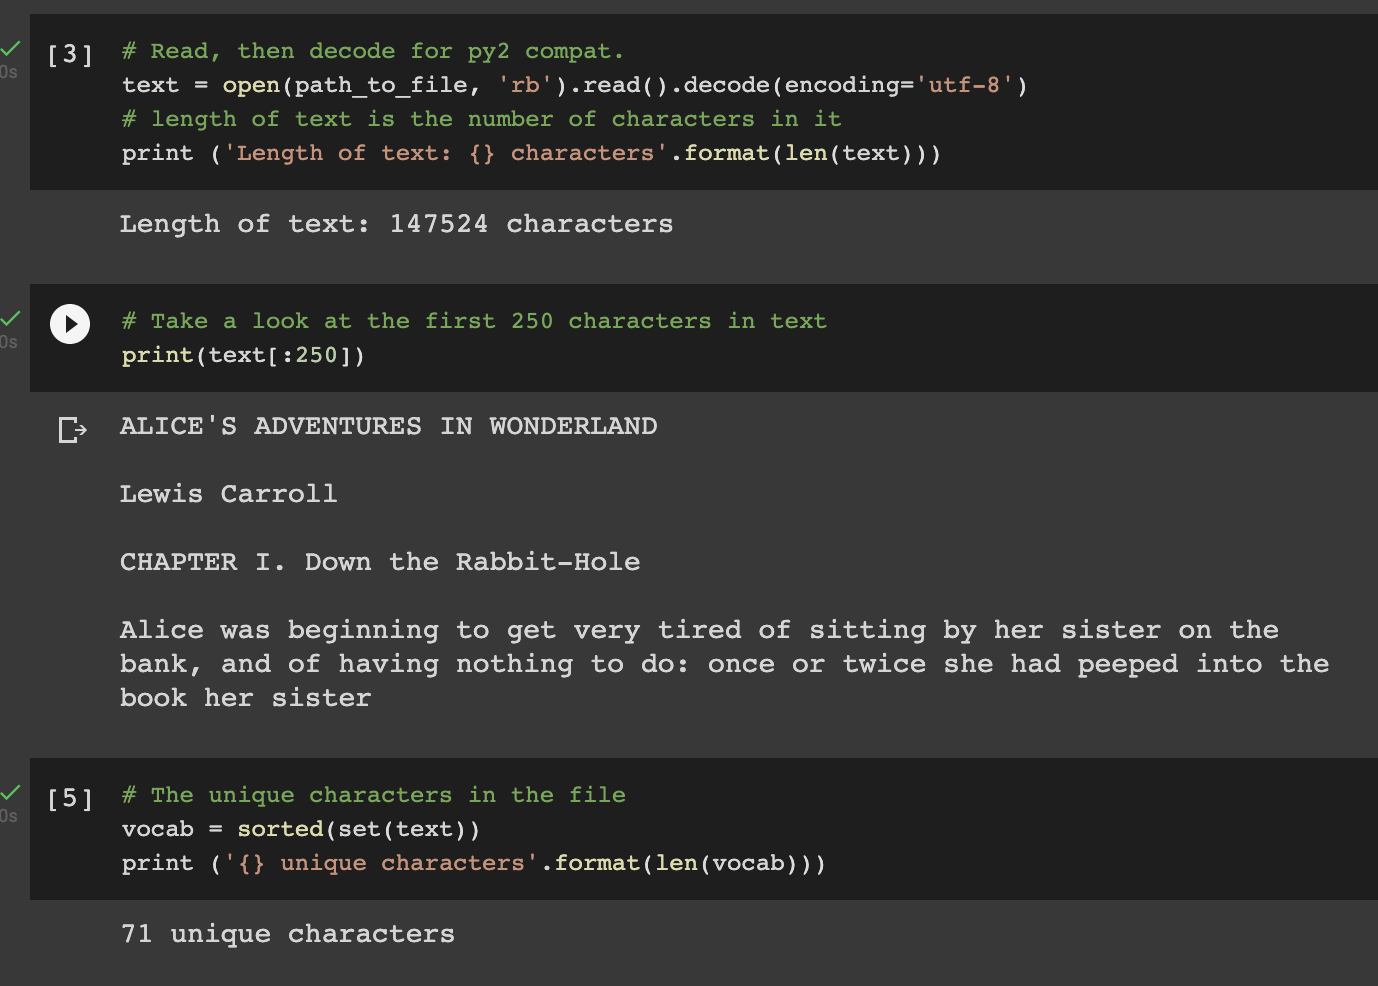 [3]
# Read, then decode for py2 compat.
text = open(path_to_file, 'rb').read().decode(encoding='utf-8')
# length of text is the number of characters in it
print ('Length of text: {} characters'.format(len(text)))
0s
Length of text: 147524 characters
# Take a look at the first 250 characters in text
0s
print(text[:250])
ALICE'S ADVENTURES IN WONDERLAND
Lewis Carroll
CHAPTER I. Down the Rabbit-Hole
Alice was beginning to get very tired of sitting by her sister on the
bank, and of having nothing to do: once or twice she had peeped into the
book her sister
[5]
# The unique characters in the file
0s
vocab = sorted(set(text))
print ('{} unique characters'.format(len(vocab)))
71 unique characters